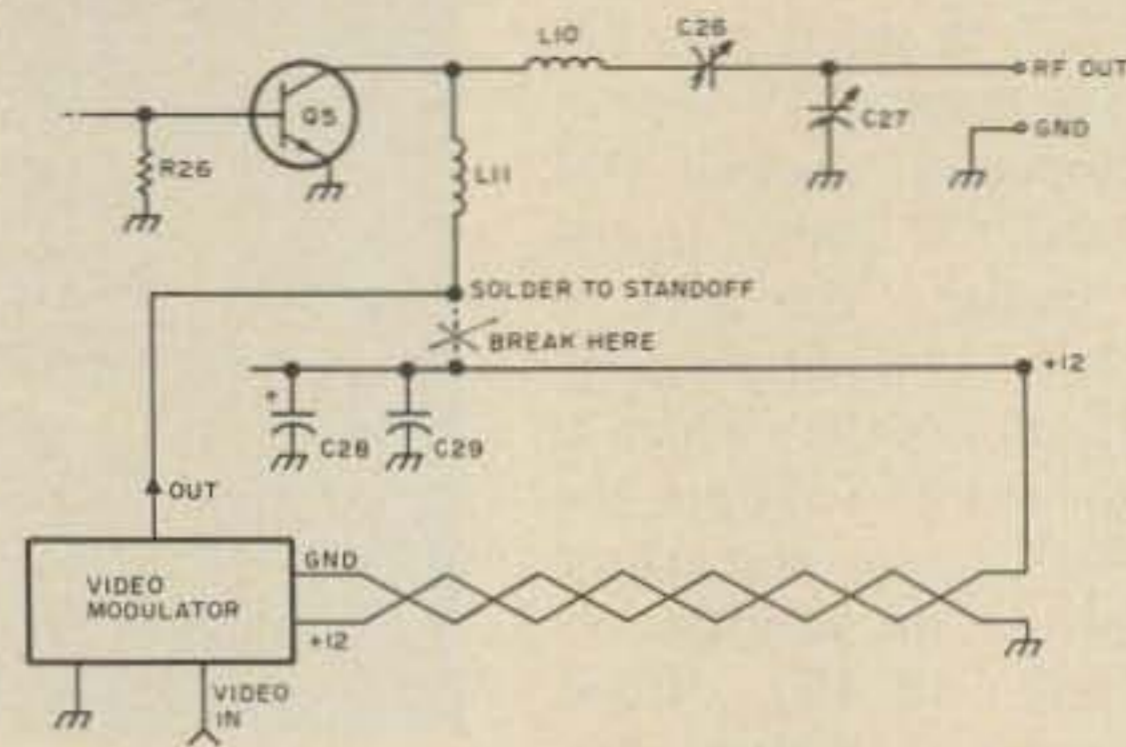 L10
C26
RF OUT
Q5
C27
GND
R26
L11
SOLDER TO STANDOFF
BREAK HERE
+12
+
C28
C29
OUT
GND
VIDEO
MODULATOR
+12
VIDEO
IN